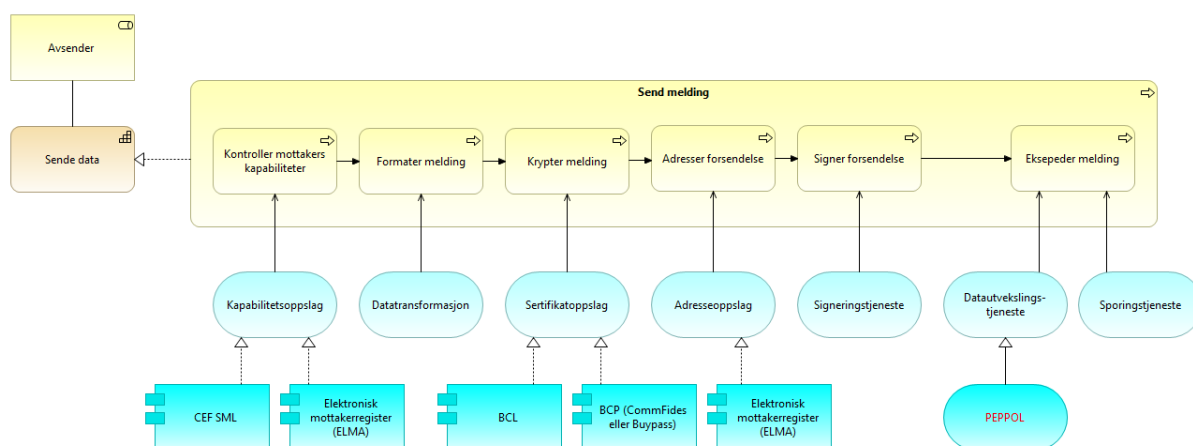 Avsender
Send melding
Sende data
Kontroller mottakers
kapabiliteter
Formater melding
Krypter melding
Adresser forsendelse
Signer forsendelse
Eksepeder melding
Kapabilitetsoppslag
Datatransformasjon
Sertifikatoppslag
Adresseoppslag
Signeringstjeneste
Datautvekslings-
tjeneste
Sporingstjeneste
CEF SML
Elektronisk
mottakerregister
(ELMA)
BCL
BCP (CommFides
eller Buypass)
Elektronisk
mottakerregister
(ELMA)
PEPPOL